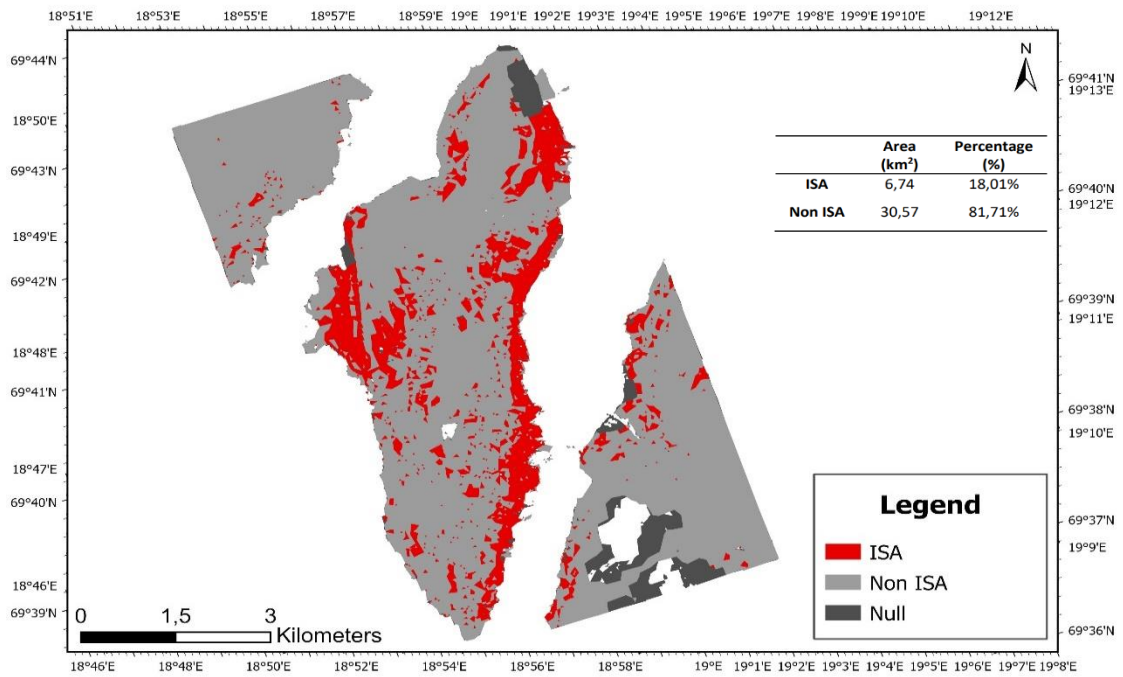 18°51'E 18°55'E 18°57'E 18°59'E 19°E 19°1'E 19°2'E 19°4'E 19°5'E 19°6'E 19°7'E 19°8'E 19°9'E 19°10'E 19°12'E
69°44'N
18°50'E
69°43'N
18°49'E
69°42'N
18°48'E
69°41'N
18°47'E
69°40'N
18°46'E
69°39'N
N
69°41'N
19°13'E
69°40'N
19°12'E
69°39'N
19°11'E
69°38'N
19°10'E
69°37'N
19°9'E
69°36'N
Area Percentage
(km²) (%)
ISA 6,74 18,01%
Non ISA 30,57 81,71%
Legend
ISA
Non ISA
Null
0 1,5 3
Kilometers
18°46'E 18°48'E 18°50'E 18°52'E 18°54'E 18°56'E 18°58'E 19°E 19°1'E 19°2'E 19°3'E 19°4'E 19°5'E 19°6'E 19°7'E 19°8'E